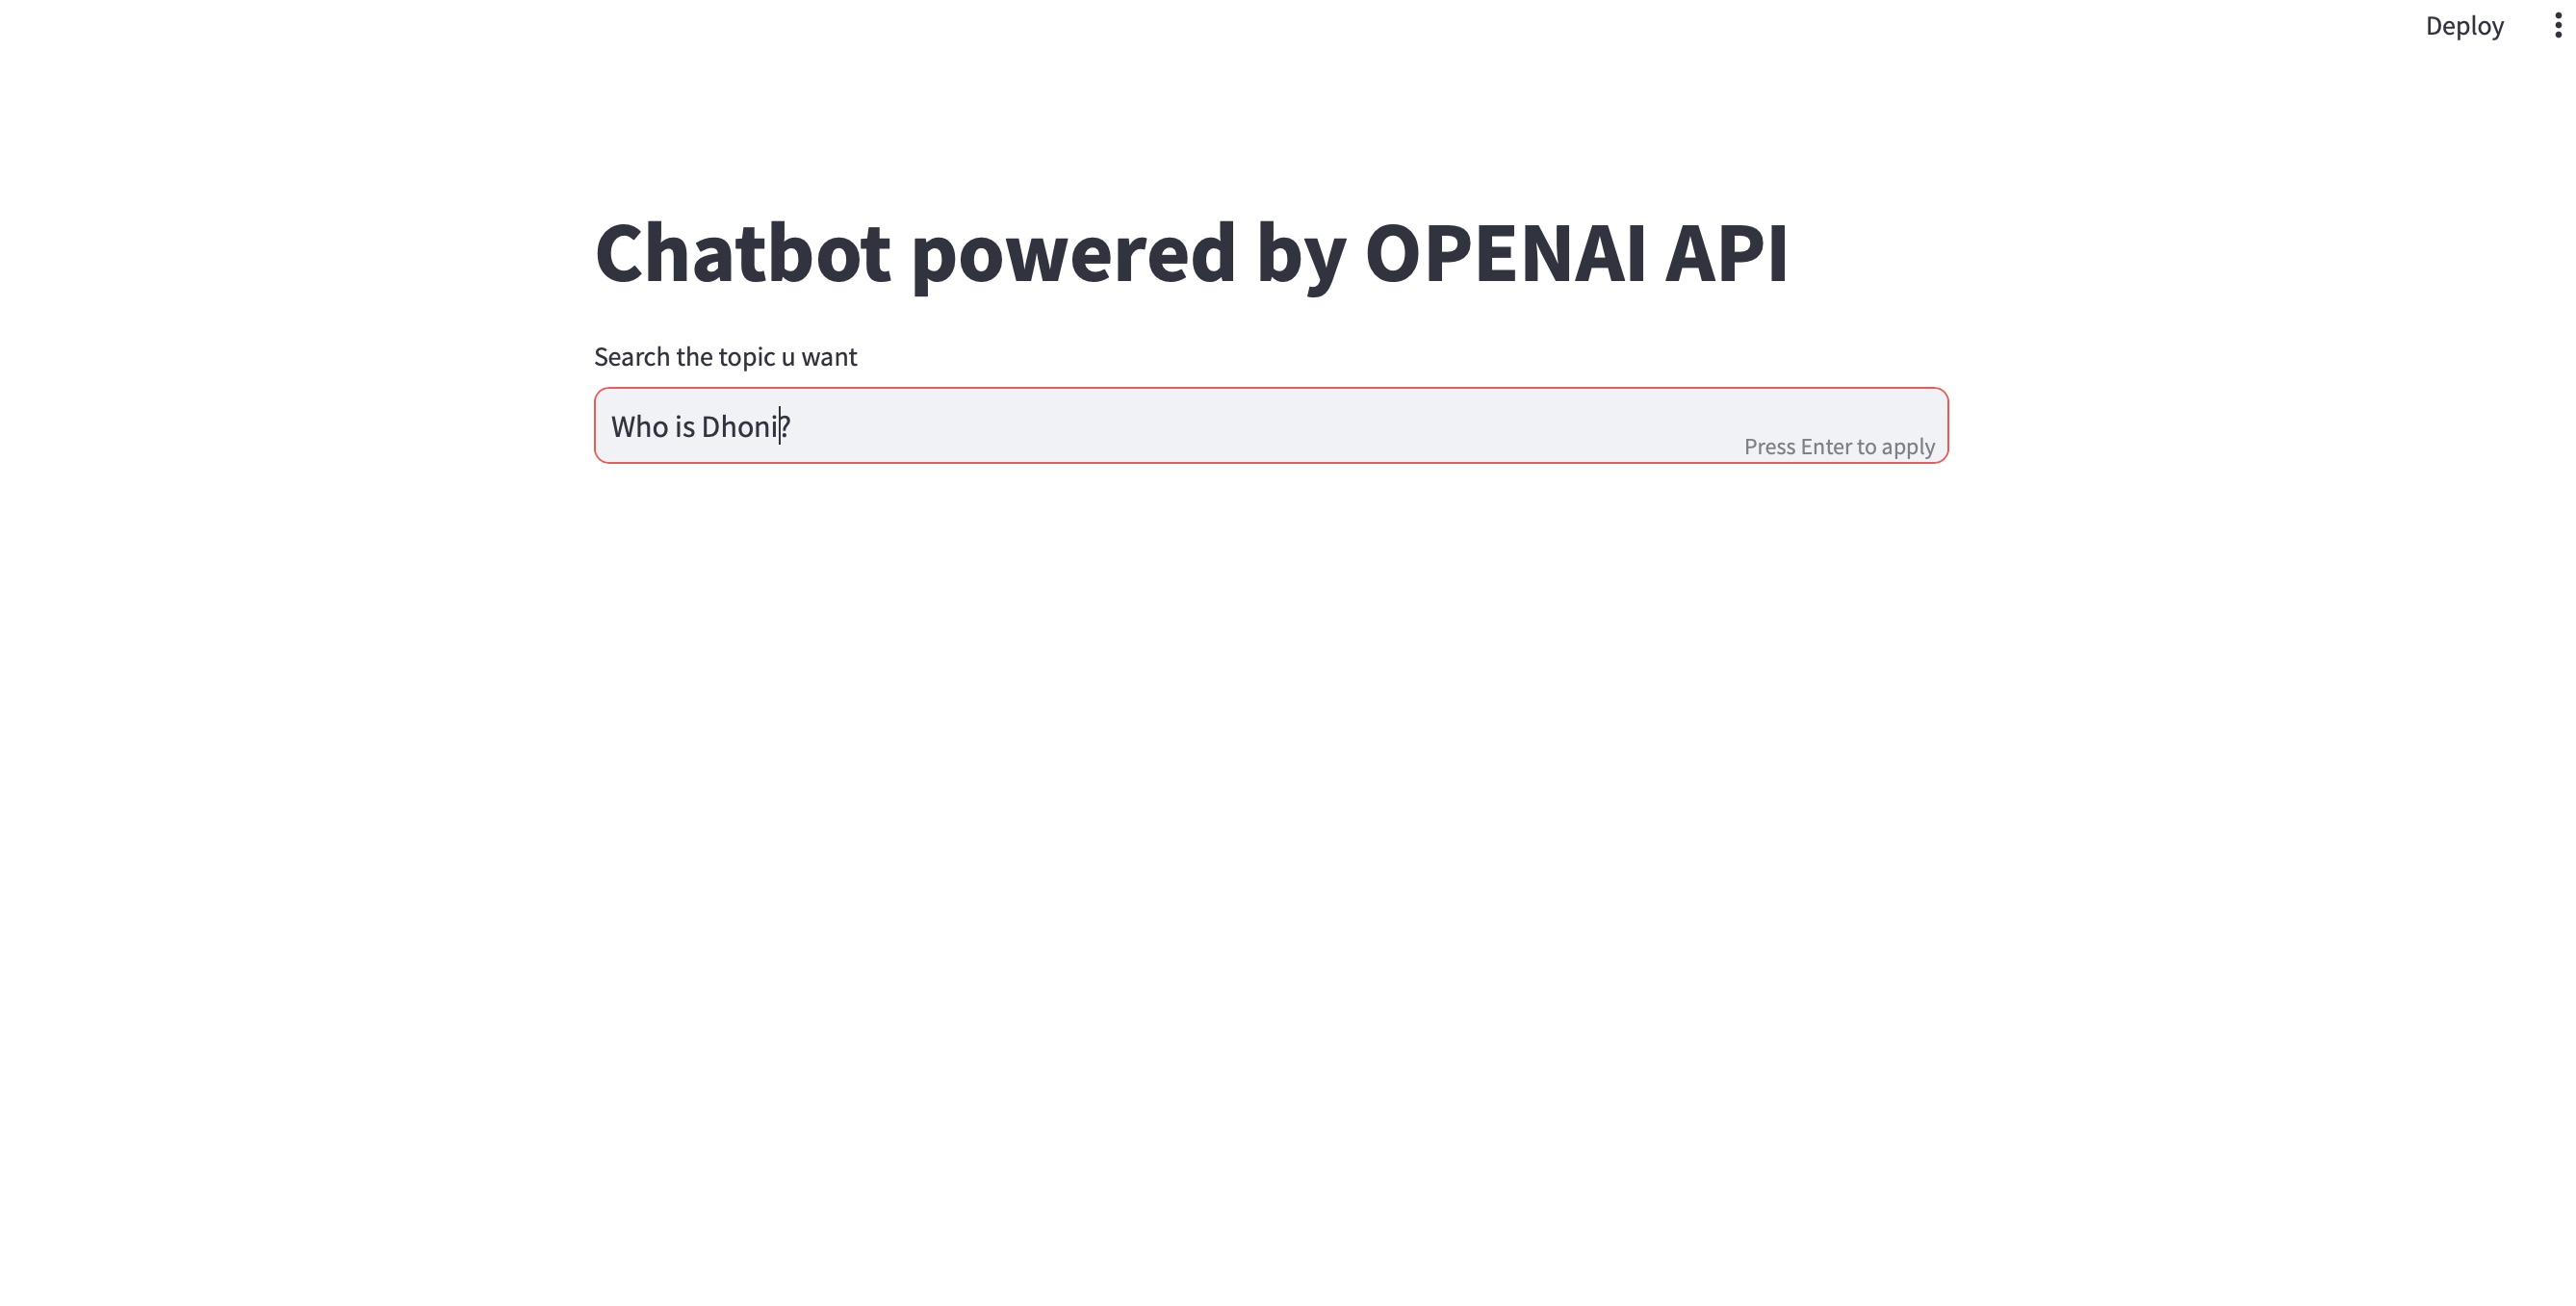 Deploy
Chatbot powered by OPENAI API
Search the topic u want
Who is Dhoni?
Press Enter to apply